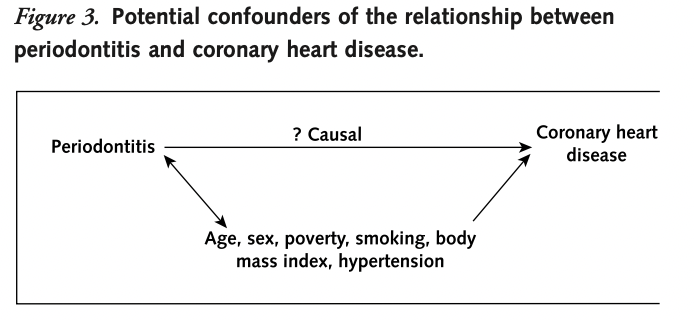 Figure 3. Potential confounders of the relationship between
periodontitis and coronary heart disease.
? Causal
Periodontitis
Coronary heart
disease
Age, sex, poverty, smoking, body
mass index, hypertension